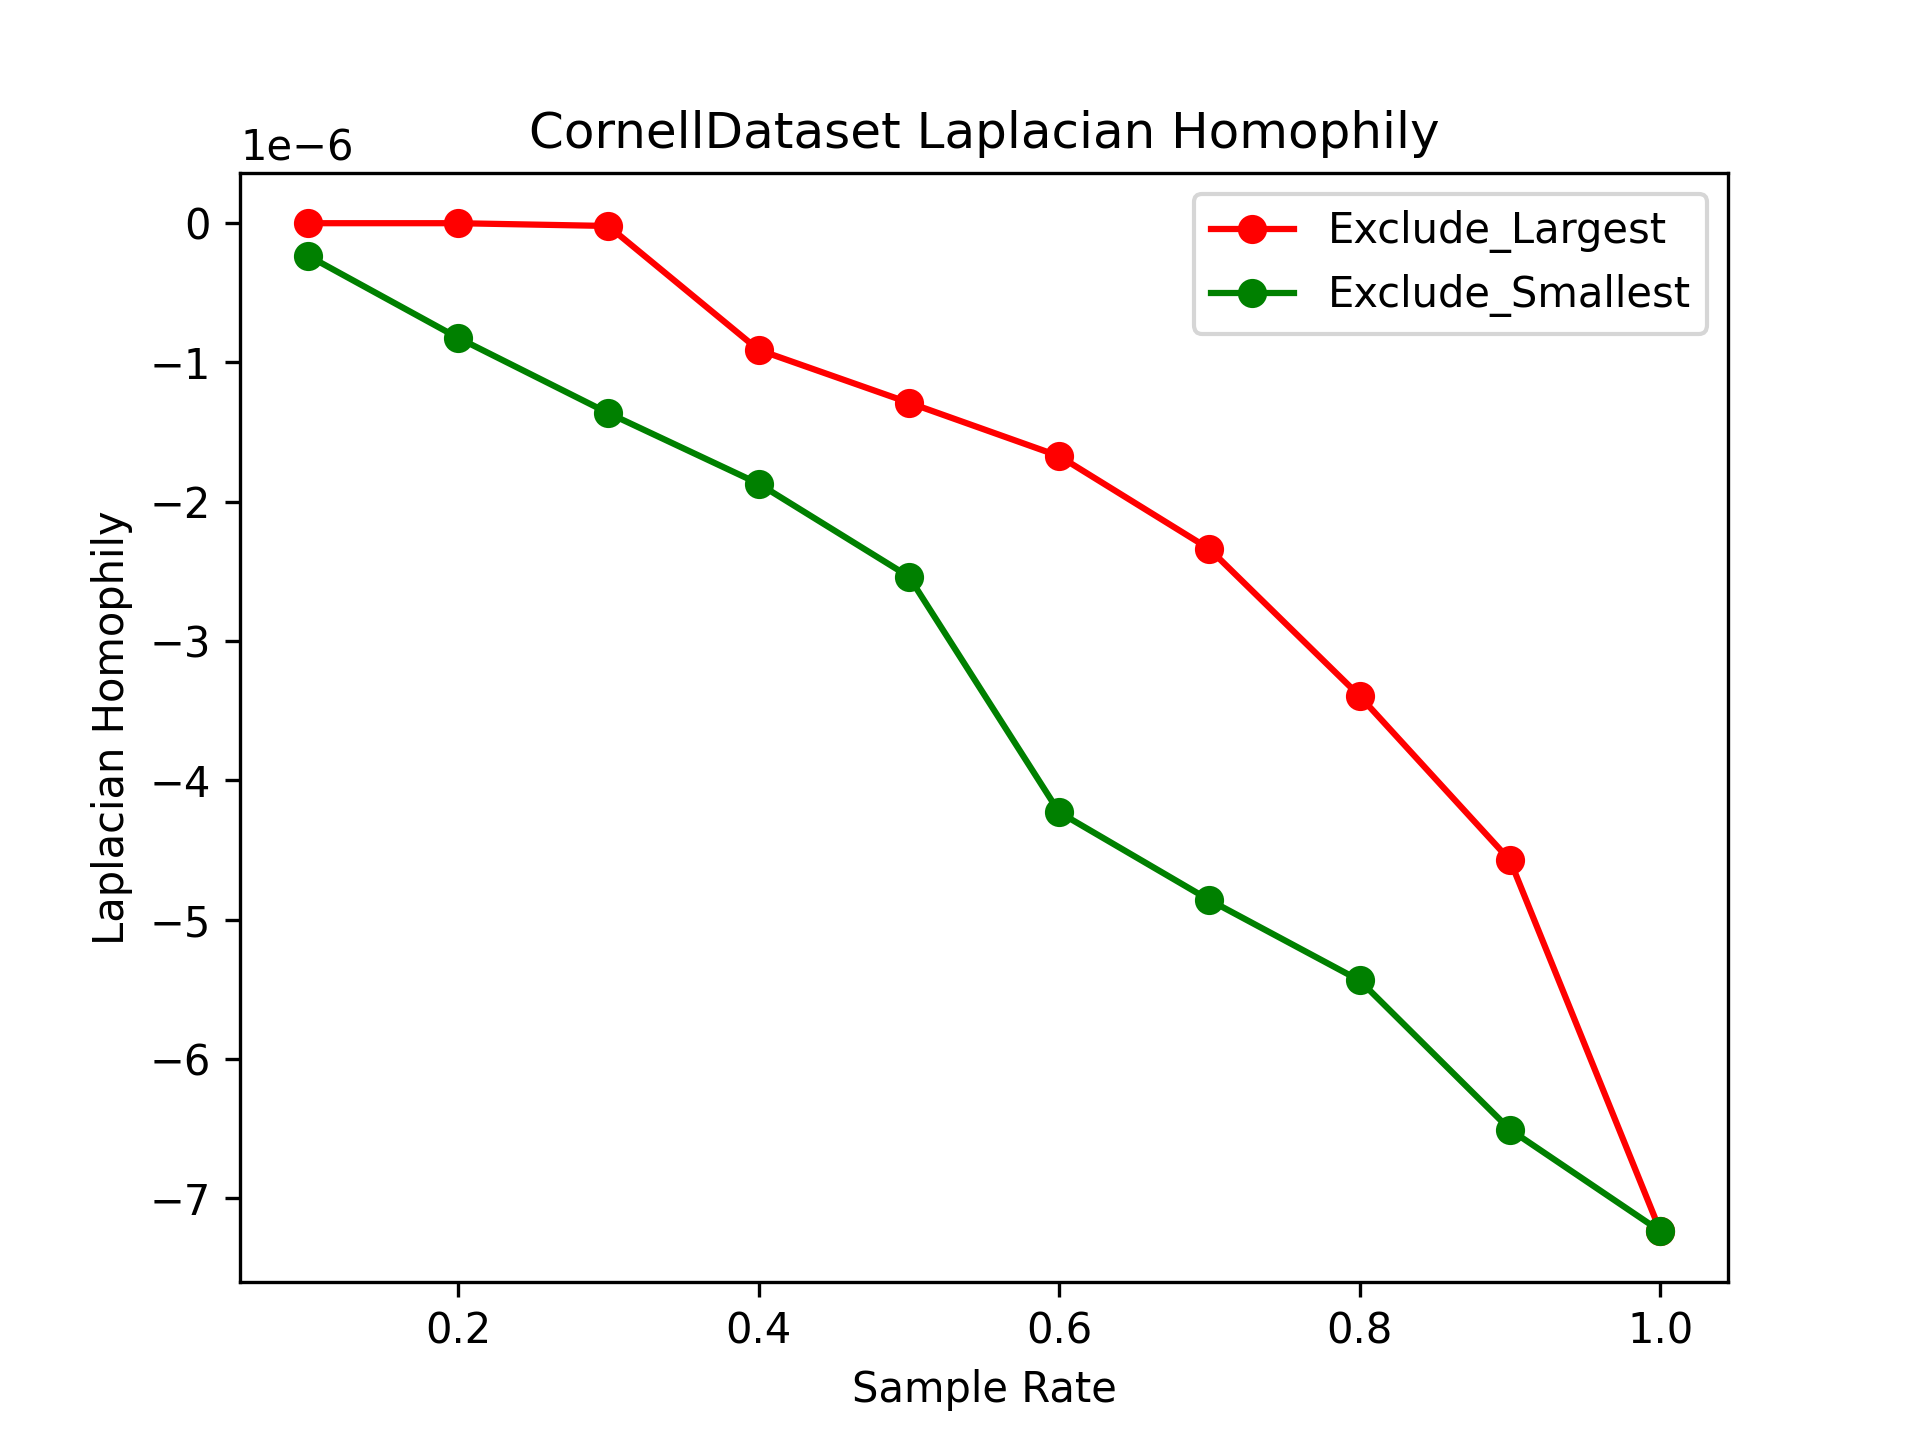 CornellDataset Laplacian Homophily
1e−6
Exclude_Largest
Exclude_Smallest
0
−1
−2
−3
−4
−5
−6
−7
Laplacian Homophily
0.2 0.4 0.6 0.8 1.0
Sample Rate